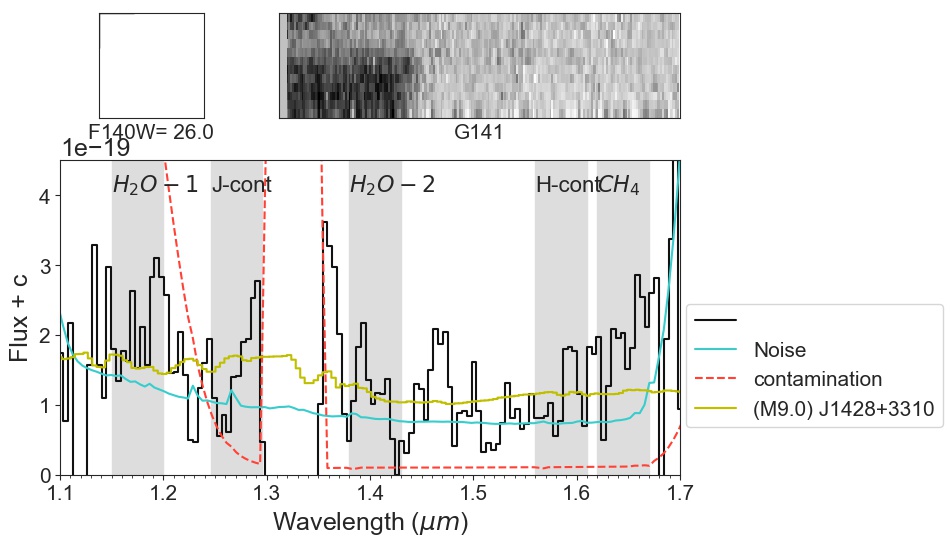 F140W= 26.0
G141
1e−19
H₂O − 1 J-cont H₂O − 2 H-cont CH₄
4
3
2
1
0
Flux + c
1.1 1.2 1.3 1.4 1.5 1.6 1.7
Wavelength (μm)
Noise
contamination
(M9.0) J1428+3310